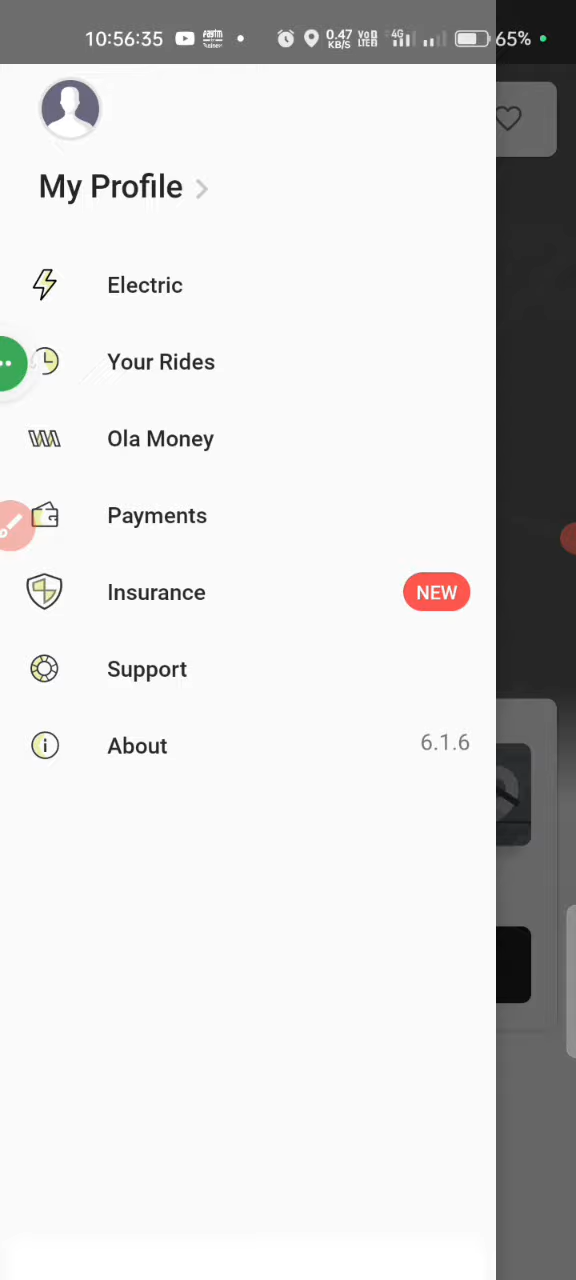 10:56:35 0.47 KB/S 4G 65%
My Profile
Electric
Your Rides
Ola Money
Payments
Insurance NEW
Support
About 6.1.6